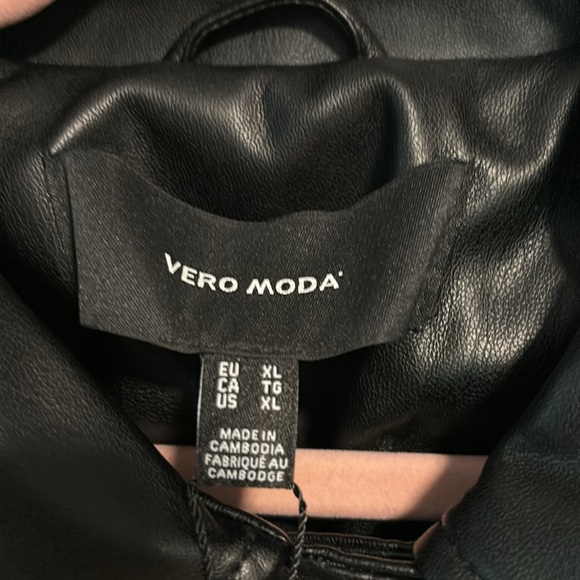 VERO MODA
EU XL
CA TG
US XL
MADE IN
CAMBODIA
FABRIQUÉ AU
CAMBODGE